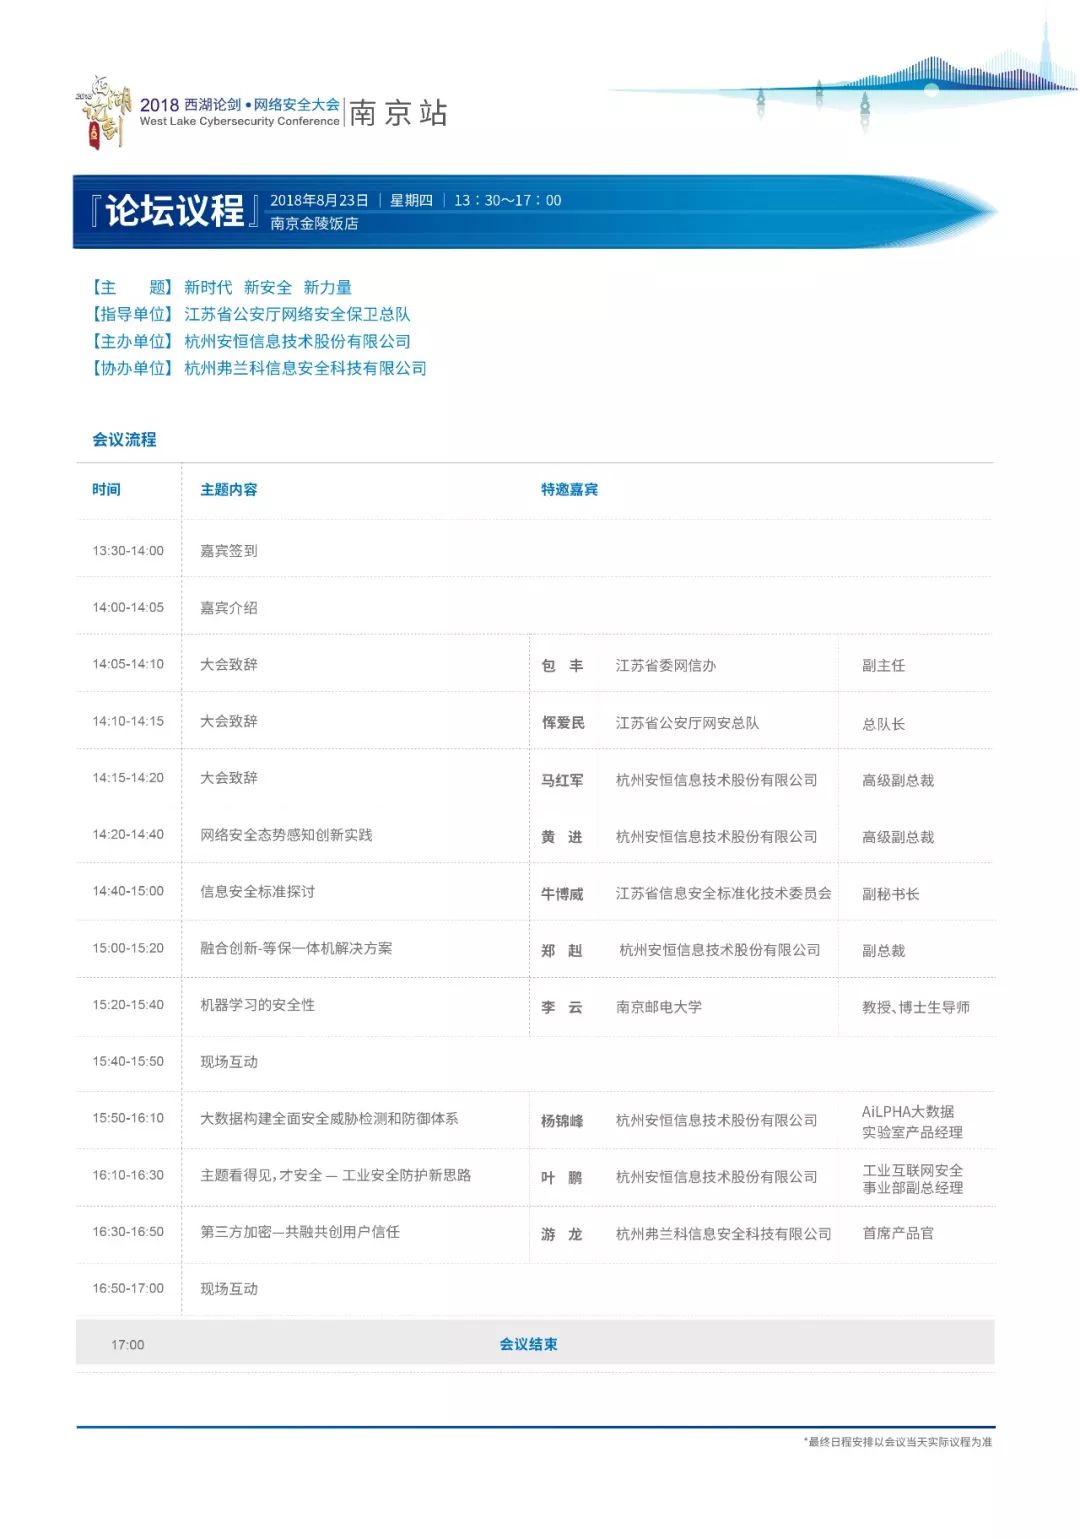 2018 西湖论剑
2018 西湖论剑•网络安全大会
West Lake Cybersecurity Conference
南京站
『论坛议程』
2018年8月23日 | 星期四 | 13：30～17：00
南京金陵饭店
【主 题】 新时代 新安全 新力量
【指导单位】 江苏省公安厅网络安全保卫总队
【主办单位】 杭州安恒信息技术股份有限公司
【协办单位】 杭州弗兰科信息安全科技有限公司
会议流程
时间 主题内容 特邀嘉宾
13:30-14:00 嘉宾签到
14:00-14:05 嘉宾介绍
14:05-14:10 大会致辞 包 丰 江苏省委网信办 副主任
14:10-14:15 大会致辞 恽爱民 江苏省公安厅网安总队 总队长
14:15-14:20 大会致辞 马红军 杭州安恒信息技术股份有限公司 高级副总裁
14:20-14:40 网络安全态势感知创新实践 黄 进 杭州安恒信息技术股份有限公司 高级副总裁
14:40-15:00 信息安全标准探讨 牛博威 江苏省信息安全标准化技术委员会 副秘书长
15:00-15:20 融合创新-等保一体机解决方案 郑 赳 杭州安恒信息技术股份有限公司 副总裁
15:20-15:40 机器学习的安全性 李 云 南京邮电大学 教授、博士生导师
15:40-15:50 现场互动
15:50-16:10 大数据构建全面安全威胁检测和防御体系 杨锦峰 杭州安恒信息技术股份有限公司 AiLPHA大数据
实验室产品经理
16:10-16:30 主题看得见，才安全 — 工业安全防护新思路 叶 鹏 杭州安恒信息技术股份有限公司 工业互联网安全
事业部副总经理
16:30-16:50 第三方加密—共融共创用户信任 游 龙 杭州弗兰科信息安全科技有限公司 首席产品官
16:50-17:00 现场互动
17:00 会议结束
*最终日程安排以会议当天实际议程为准